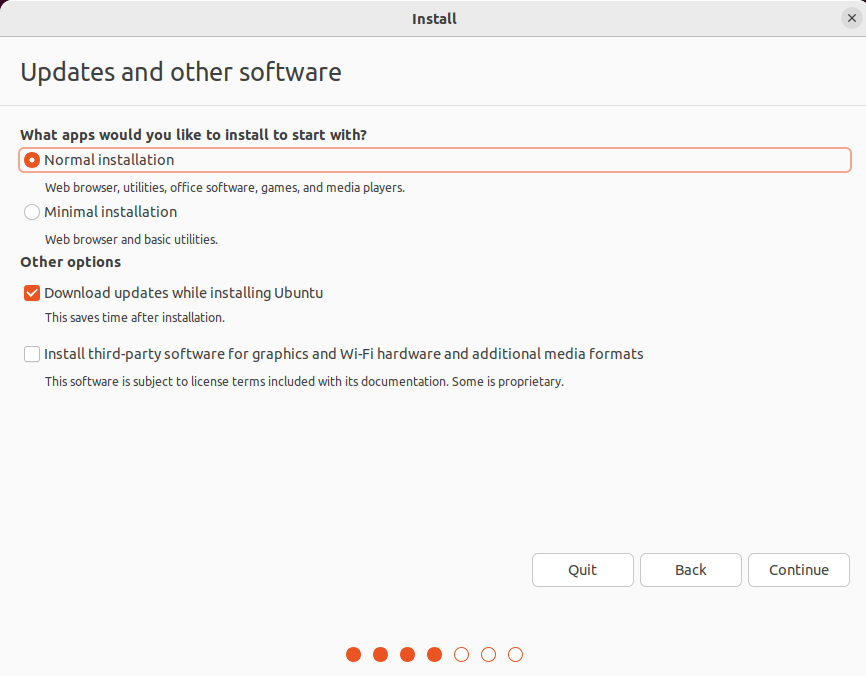 Install
Updates and other software
What apps would you like to install to start with?
Normal installation
Web browser, utilities, office software, games, and media players.
Minimal installation
Web browser and basic utilities.
Other options
Download updates while installing Ubuntu
This saves time after installation.
Install third-party software for graphics and Wi-Fi hardware and additional media formats
This software is subject to license terms included with its documentation. Some is proprietary.
Quit Back Continue